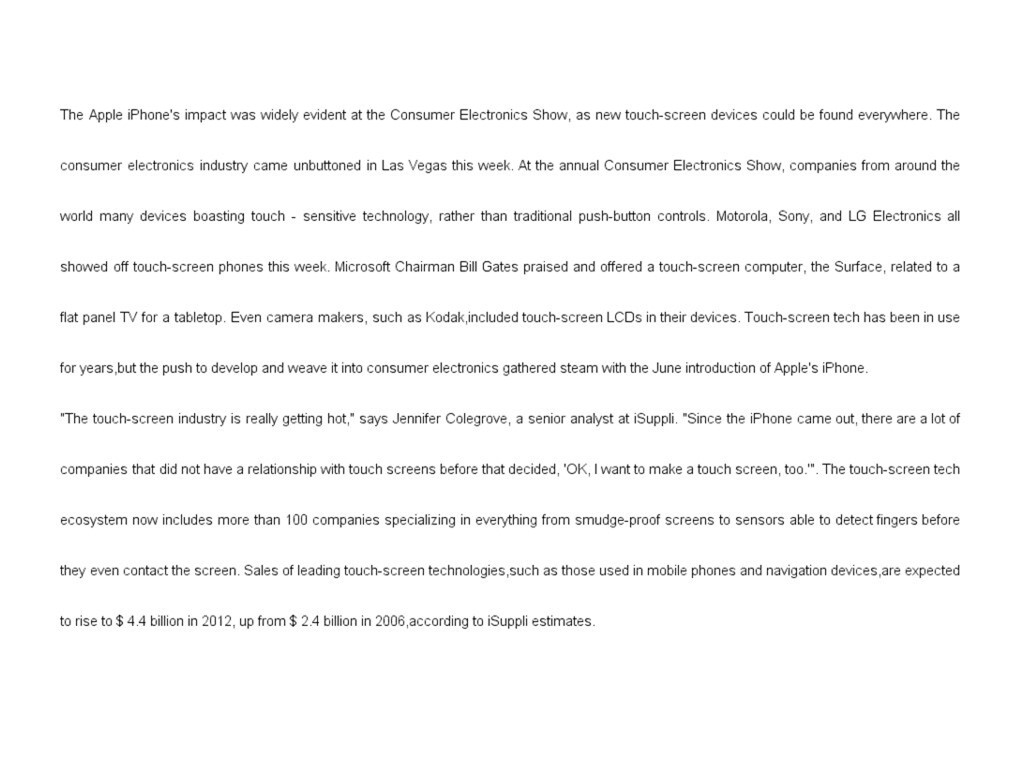 The Apple iPhone's impact was widely evident at the Consumer Electronics Show, as new touch-screen devices could be found everywhere. The
consumer electronics industry came unbuttoned in Las Vegas this week. At the annual Consumer Electronics Show, companies from around the
world many devices boasting touch - sensitive technology, rather than traditional push-button controls. Motorola, Sony, and LG Electronics all
showed off touch-screen phones this week. Microsoft Chairman Bill Gates praised and offered a touch-screen computer, the Surface, related to a
flat panel TV for a tabletop. Even camera makers, such as Kodak,included touch-screen LCDs in their devices. Touch-screen tech has been in use
for years,but the push to develop and weave it into consumer electronics gathered steam with the June introduction of Apple's iPhone.
"The touch-screen industry is really getting hot," says Jennifer Colegrove, a senior analyst at iSuppli. "Since the iPhone came out, there are a lot of
companies that did not have a relationship with touch screens before that decided, 'OK, I want to make a touch screen, too.'". The touch-screen tech
ecosystem now includes more than 100 companies specializing in everything from smudge-proof screens to sensors able to detect fingers before
they even contact the screen. Sales of leading touch-screen technologies,such as those used in mobile phones and navigation devices,are expected
to rise to $ 4.4 billion in 2012, up from $ 2.4 billion in 2006,according to iSuppli estimates.